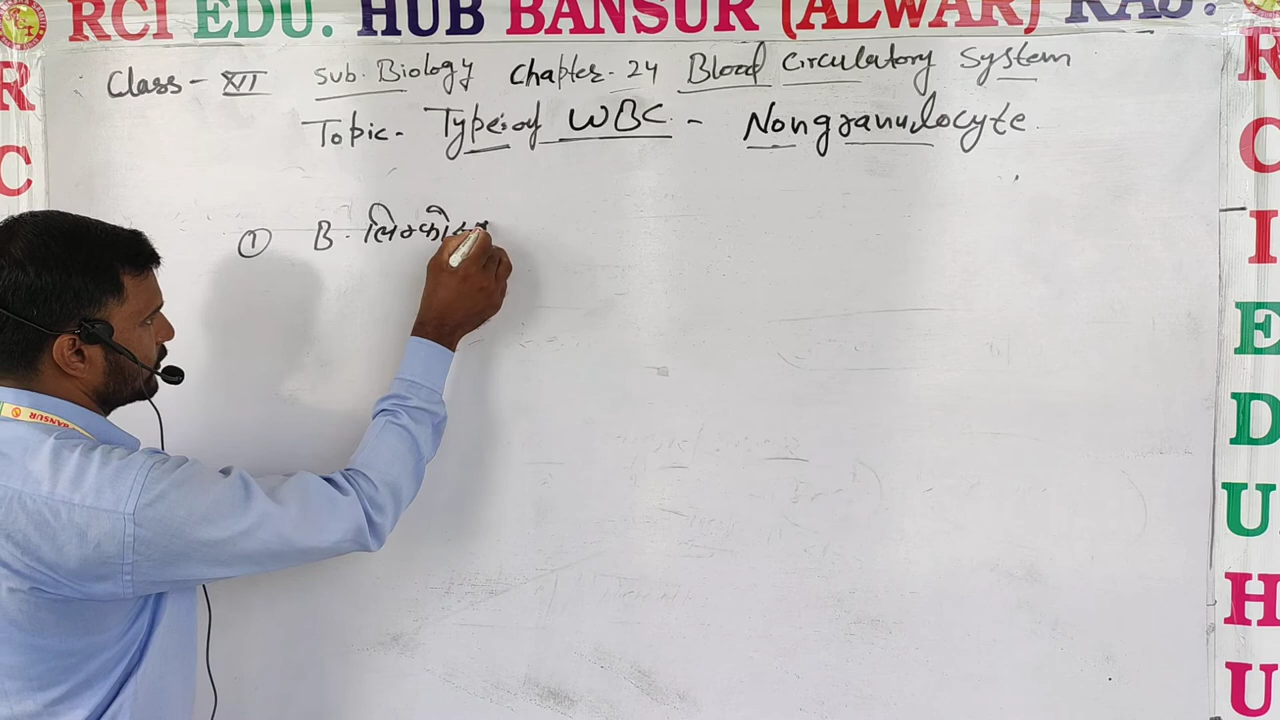 RCI EDU. HUB BANSUR (ALWAR) RAJ.
Class - XII Sub. Biology Chapter - 24 Blood Circulatory System
Topic - Type of WBC - Nongranulocyte
① B.
R
C
R
C
I
E
D
U
H
U
BANSUR